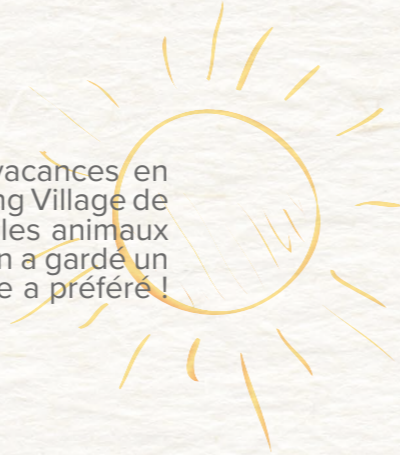 vacances en
ng Village de
les animaux
n a gardé un
e a préféré !